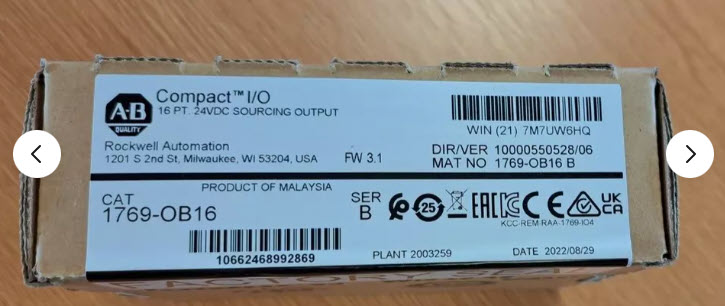 Compact™ I/O
16 PT. 24VDC SOURCING OUTPUT
A-B
QUALITY
Rockwell Automation
1201 S 2nd St, Milwaukee, WI 53204, USA
FW 3.1
WIN (21) 7M7UW6HQ
DIR/VER 10000550528/06
MAT NO 1769-OB16 B
PRODUCT OF MALAYSIA
CAT
1769-OB16
SER
B
25
EAC
KC
CE
UK
CA
KCC-REM-RAA-1769-IO4
10662468992869
PLANT 2003259
DATE 2022/08/29